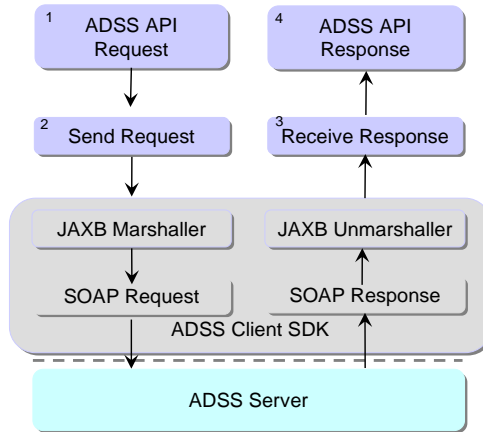 1
ADSS API
Request
4
ADSS API
Response
2
Send Request
3
Receive Response
JAXB Marshaller
JAXB Unmarshaller
SOAP Request
SOAP Response
ADSS Client SDK
ADSS Server